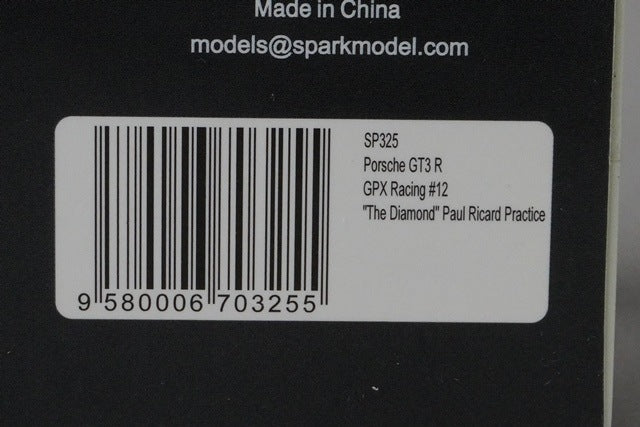 Made in China
models@sparkmodel.com
SP325
Porsche GT3 R
GPX Racing #12
"The Diamond" Paul Ricard Practice
9 580006 703255